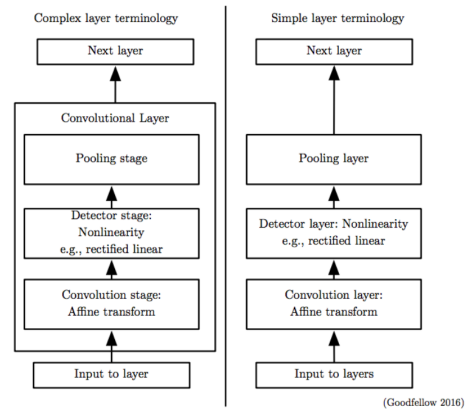 Complex layer terminology
Next layer
Convolutional Layer
Pooling stage
Detector stage:
Nonlinearity
e.g., rectified linear
Convolution stage:
Affine transform
Input to layer
Simple layer terminology
Next layer
Pooling layer
Detector layer: Nonlinearity
e.g., rectified linear
Convolution layer:
Affine transform
Input to layers
(Goodfellow 2016)